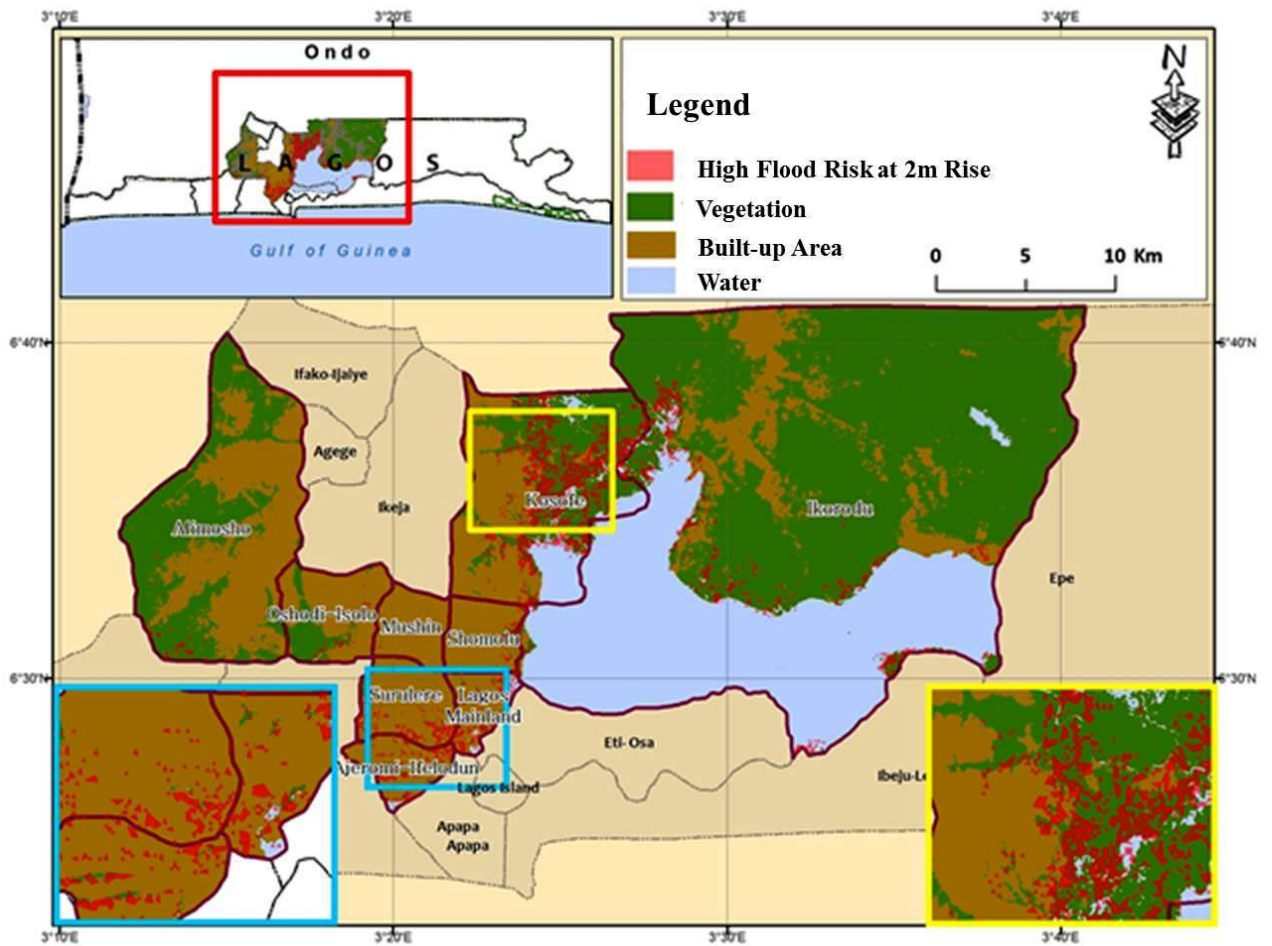 3°10'E 3°20'E 3°30'E 3°40'E
Ondo
L A G O S
Gulf of Guinea
N
Legend
High Flood Risk at 2m Rise
Vegetation
Built-up Area
Water
0 5 10 Km
6°40'N 6°40'N
Ifako-Ijaiye
Agege
Ikeja
Kosofe
Ikorodu
Alimosho
Epe
Oshodi-Isolo
Mushin
Shomolu
6°30'N 6°30'N
Surulere
Lagos
Mainland
Eti-Osa
Ajeromi-Ifelodun
Ibeju-Le
Lagos Island
Apapa
Apapa
3°10'E 3°20'E 3°30'E 3°40'E